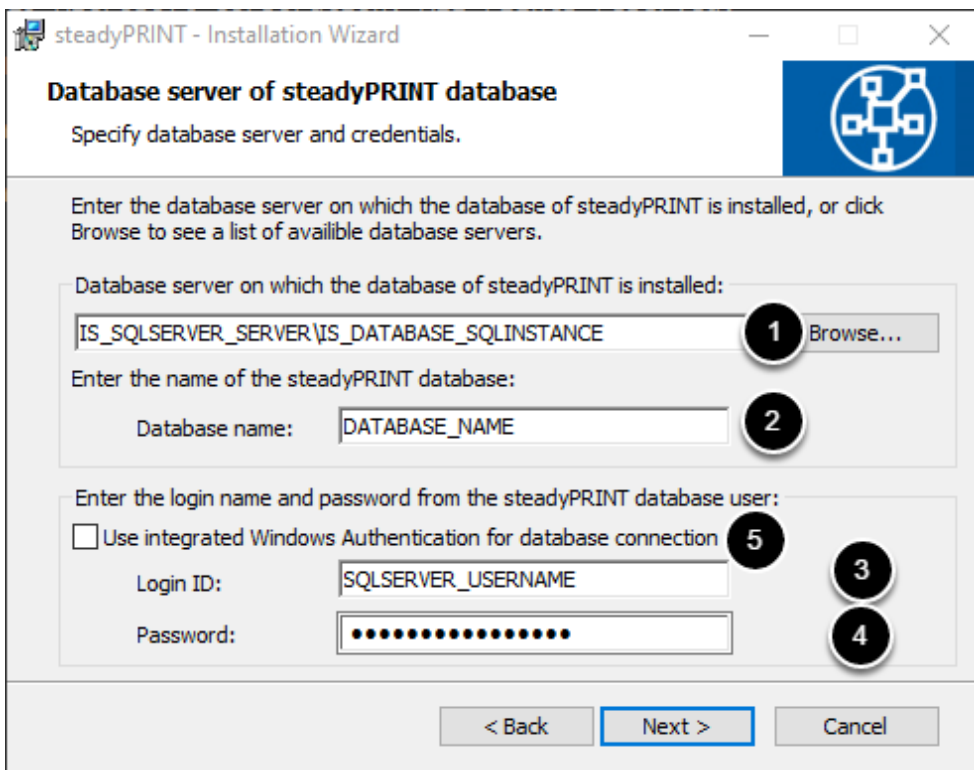 steadyPRINT - Installation Wizard
Database server of steadyPRINT database
Specify database server and credentials.
Enter the database server on which the database of steadyPRINT is installed, or click
Browse to see a list of availible database servers.
Database server on which the database of steadyPRINT is installed:
IS_SQLSERVER_SERVER\IS_DATABASE_SQLINSTANCE 1 Browse...
Enter the name of the steadyPRINT database:
Database name: DATABASE_NAME 2
Enter the login name and password from the steadyPRINT database user:
Use integrated Windows Authentication for database connection 5
Login ID: SQLSERVER_USERNAME 3
Password: •••••••••••••••• 4
< Back Next > Cancel